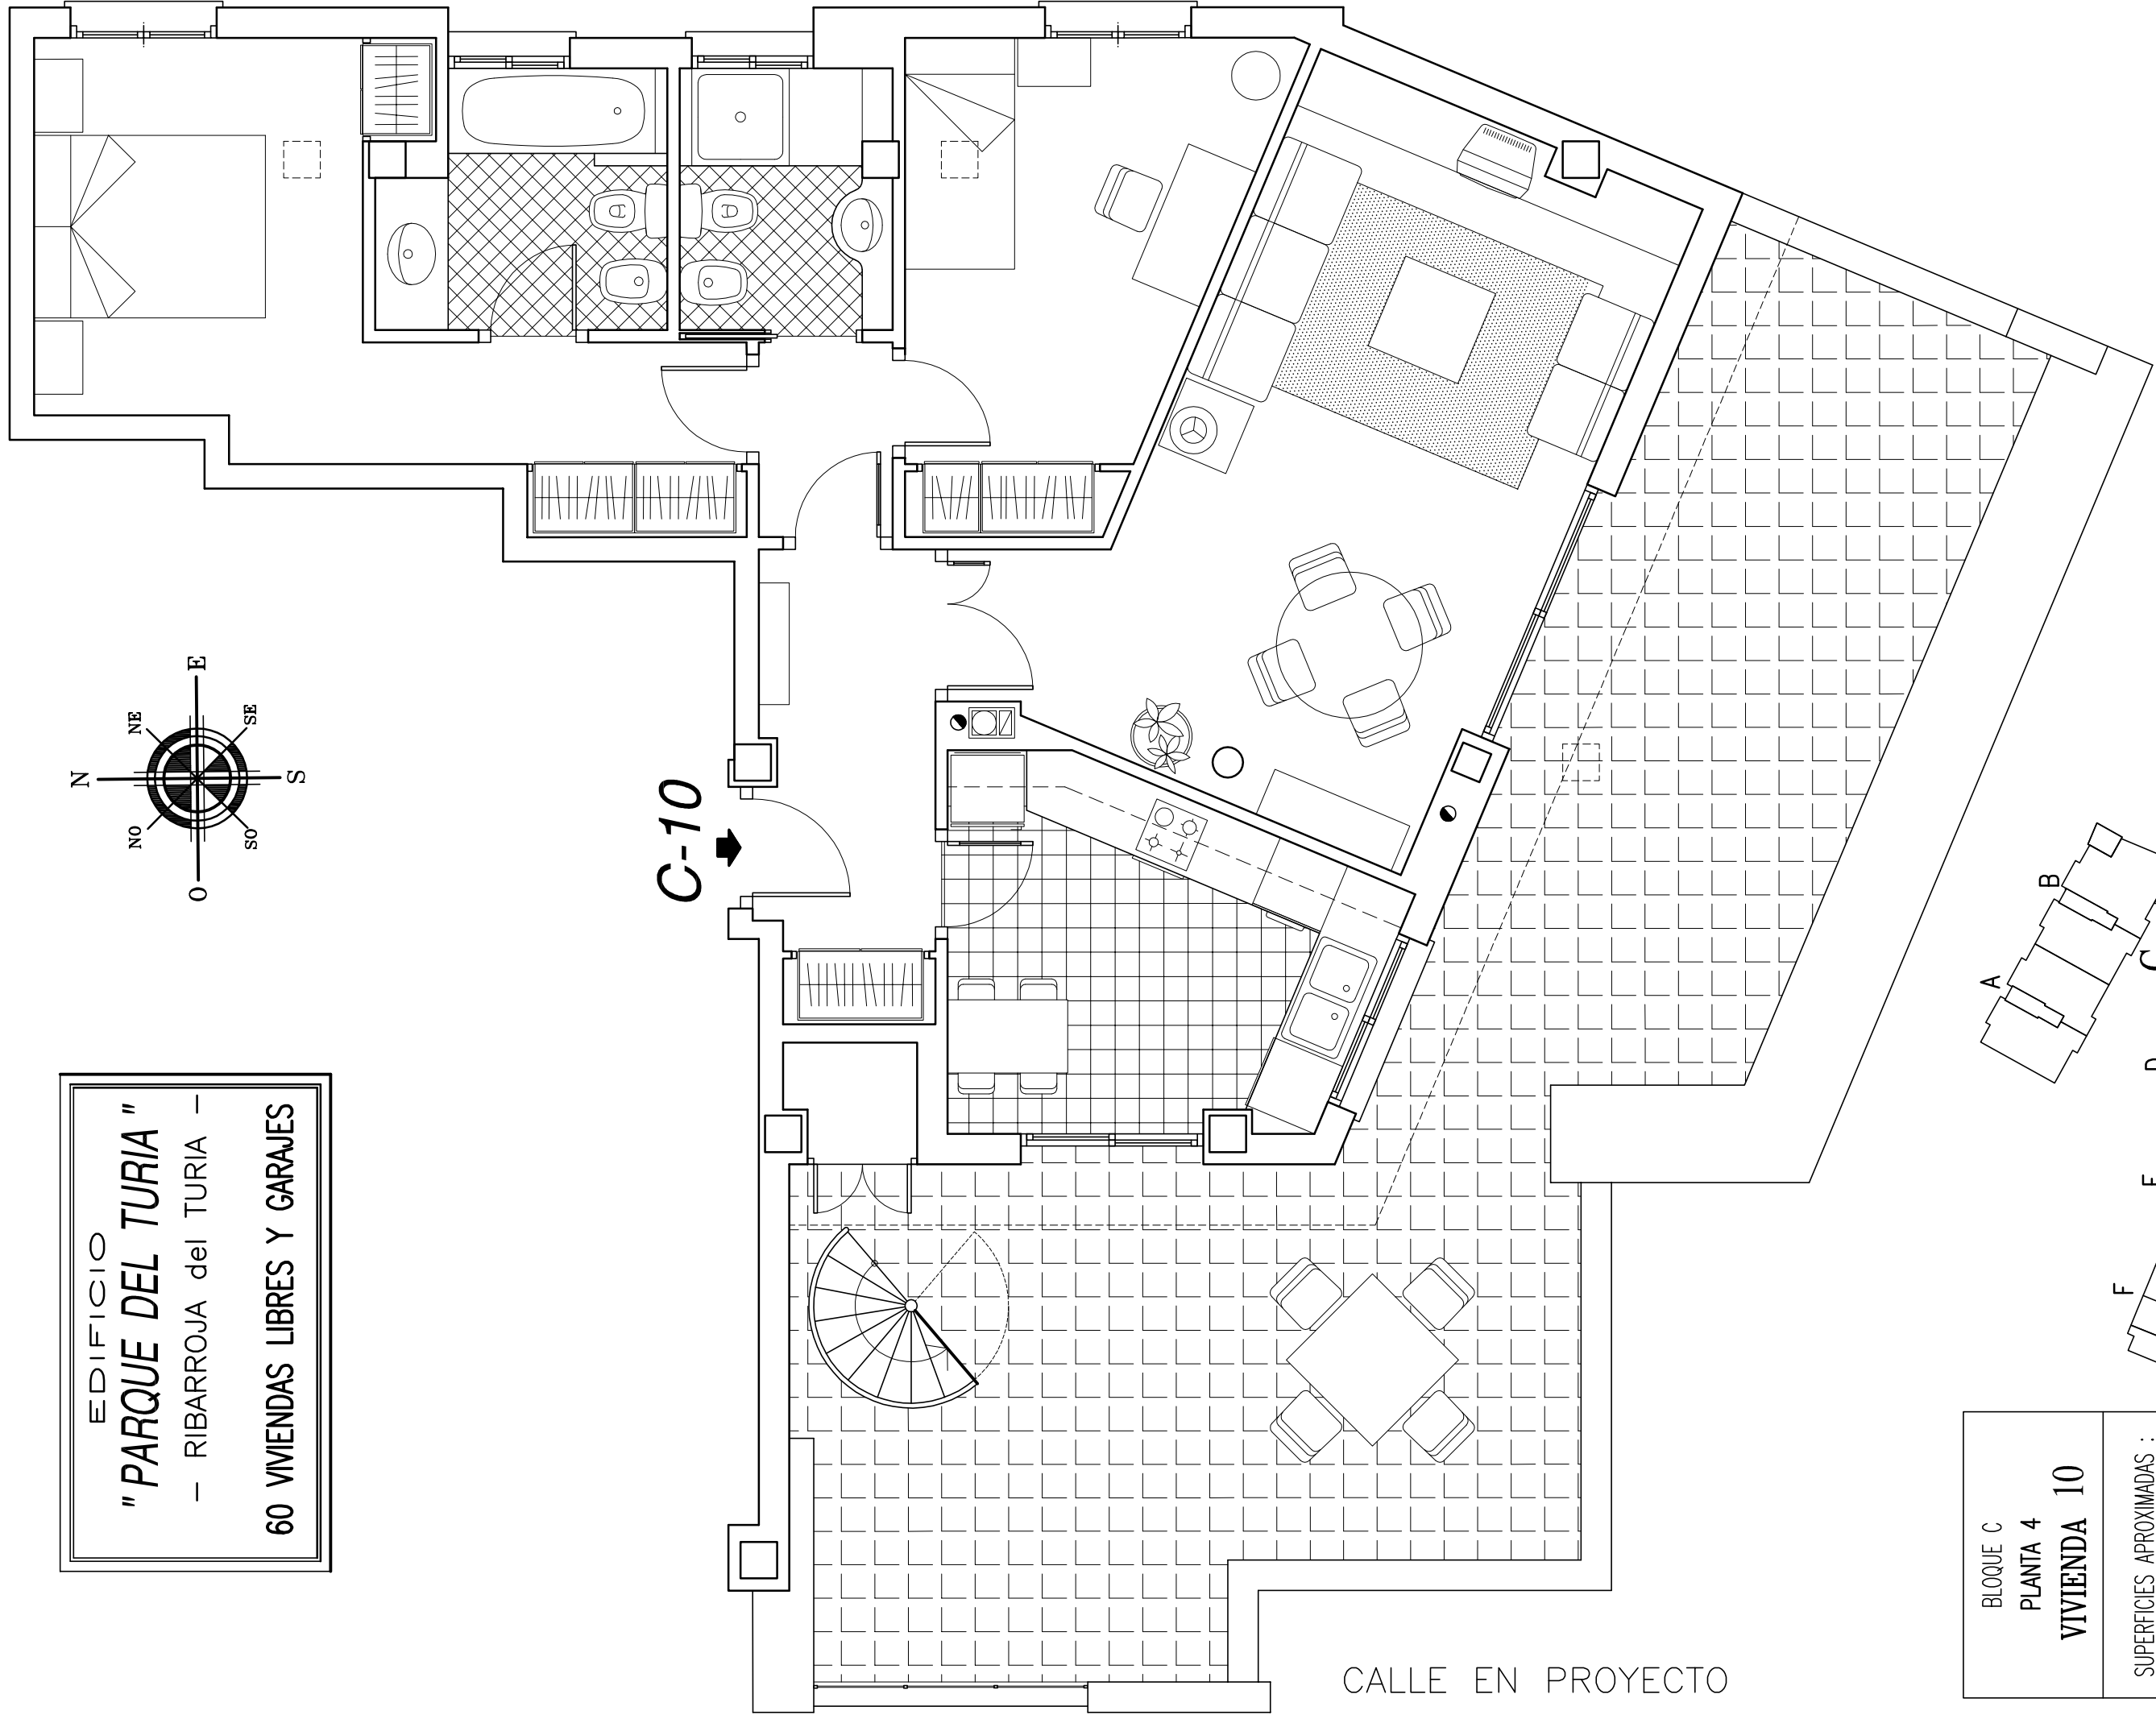 N
NE
E
SE
S
SO
O
NO
C-10
EDIFICIO
"PARQUE DEL TURIA"
- RIBARROJA del TURIA -
60 VIVIENDAS LIBRES Y GARAJES
A
B
C
D
E
F
BLOQUE C
PLANTA 4
VIVIENDA 10
SUPERFICIES APROXIMADAS :
CALLE EN PROYECTO